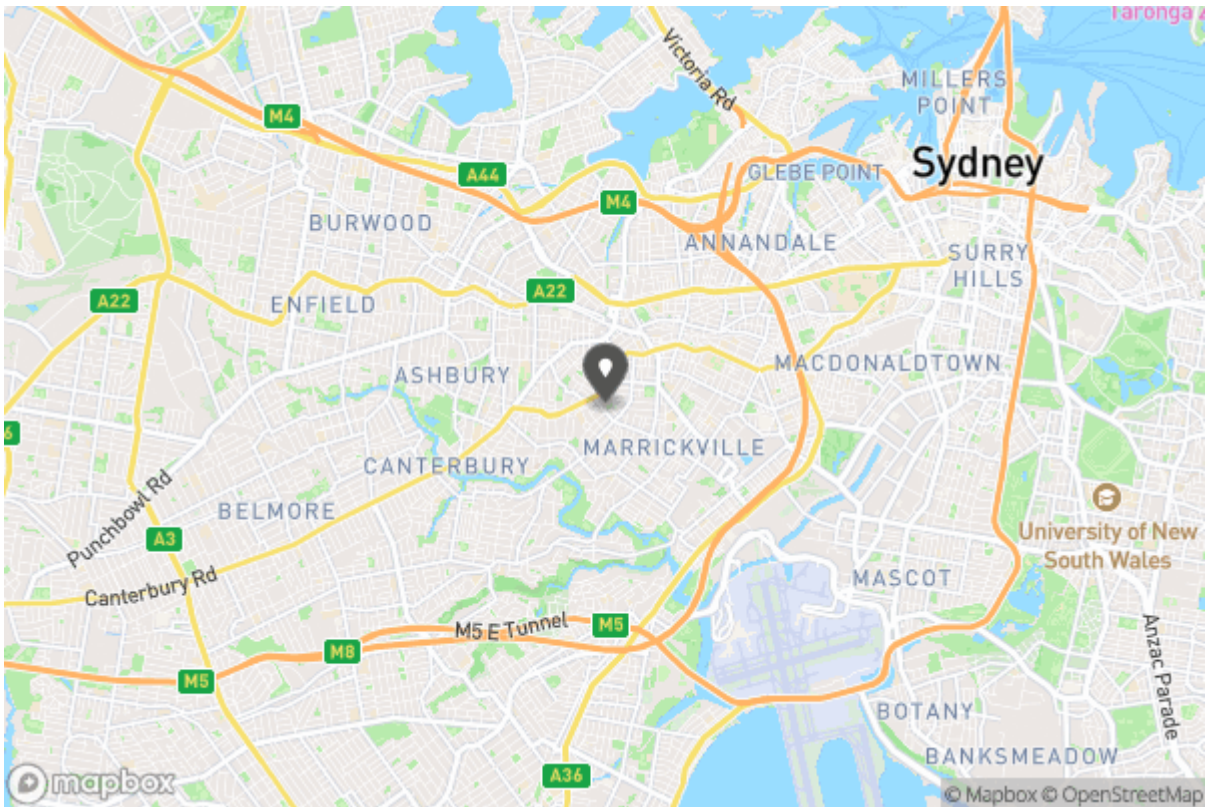 Taronga Z
Victoria Rd
MILLERS
POINT
M4
Sydney
A44
GLEBE POINT
M4
BURWOOD
ANNANDALE
SURRY
HILLS
A22
A22
ENFIELD
MACDONALDTOWN
ASHBURY
6
MARRICKVILLE
CANTERBURY
Punchbowl Rd
BELMORE
University of New
South Wales
A3
MASCOT
Canterbury Rd
M5 E Tunnel
M5
M8
Anzac Parade
M5
BOTANY
BANKSMEADOW
A36
mapbox
© Mapbox © OpenStreetMap